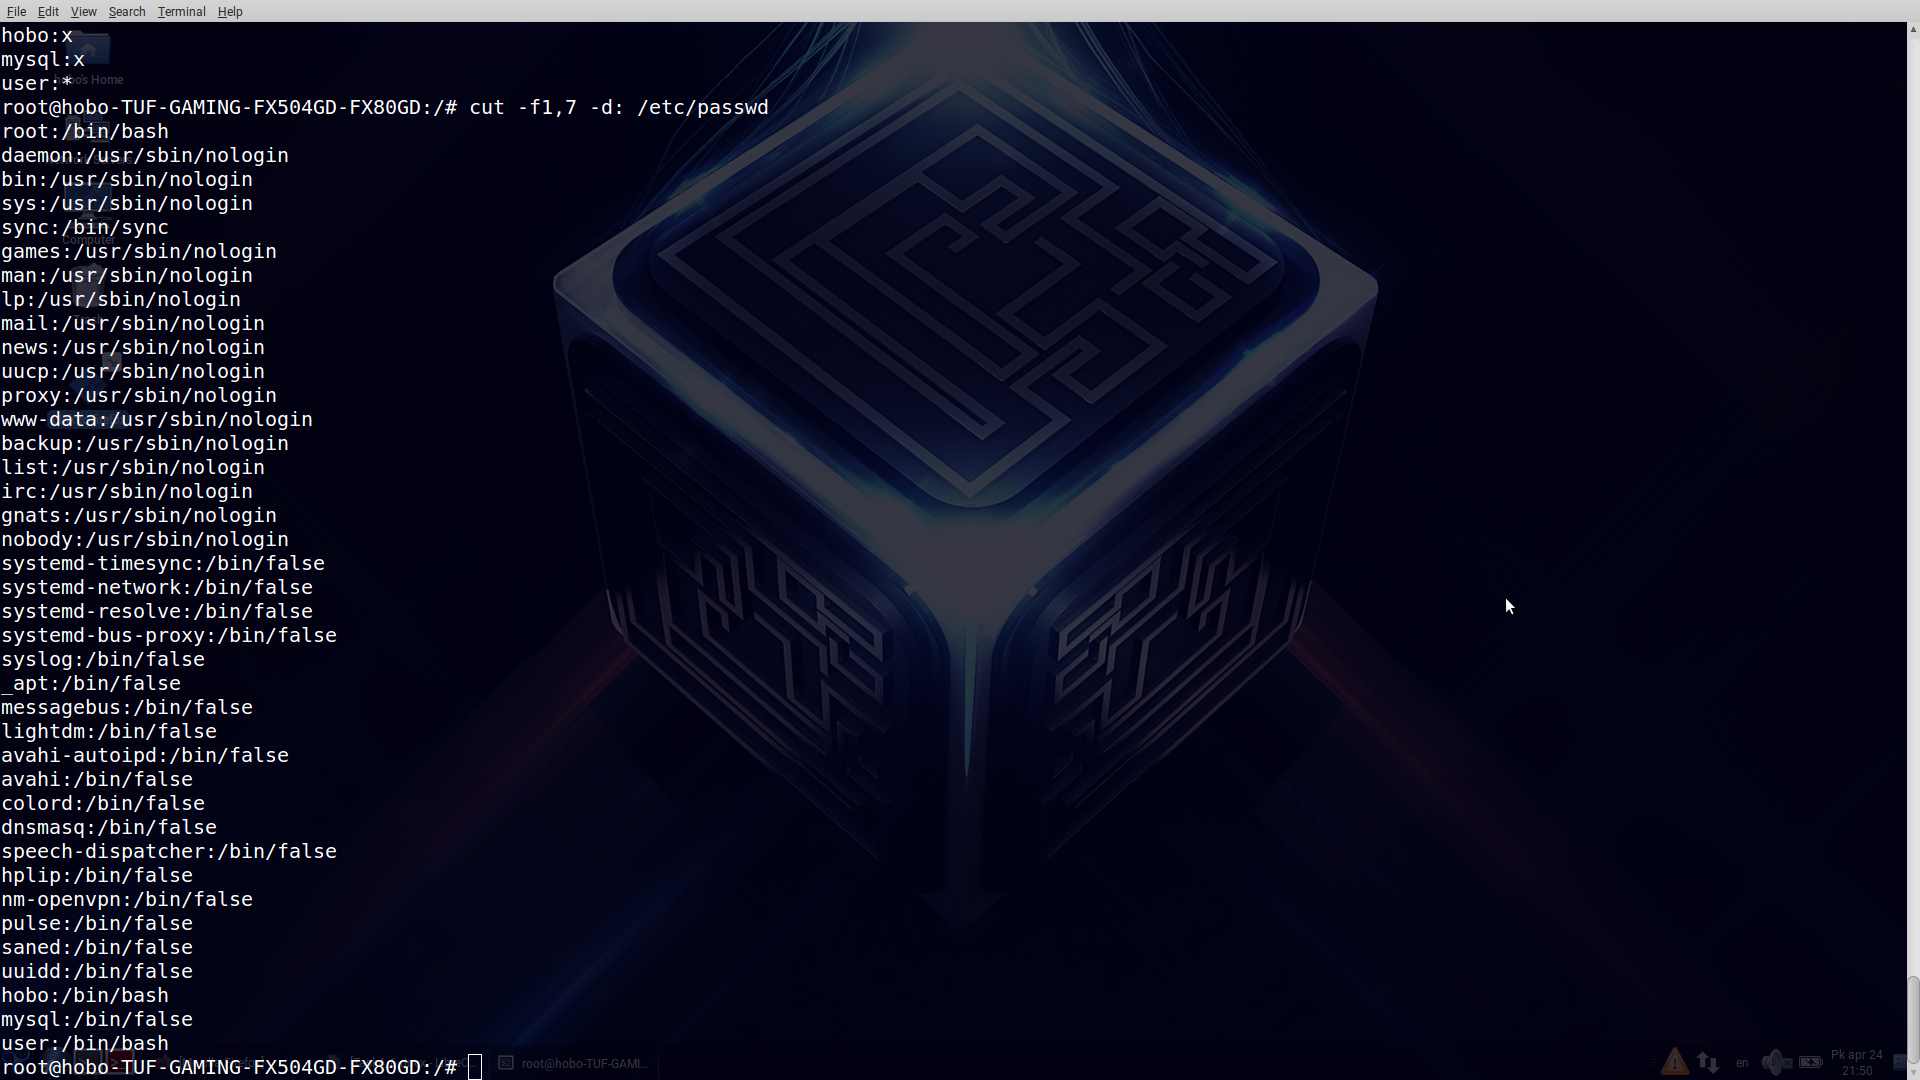 File Edit View Search Terminal Help
hobo:x
mysql:x
user:*
root@hobo-TUF-GAMING-FX504GD-FX80GD:/# cut -f1,7 -d: /etc/passwd
root:/bin/bash
daemon:/usr/sbin/nologin
bin:/usr/sbin/nologin
sys:/usr/sbin/nologin
sync:/bin/sync
games:/usr/sbin/nologin
man:/usr/sbin/nologin
lp:/usr/sbin/nologin
mail:/usr/sbin/nologin
news:/usr/sbin/nologin
uucp:/usr/sbin/nologin
proxy:/usr/sbin/nologin
www-data:/usr/sbin/nologin
backup:/usr/sbin/nologin
list:/usr/sbin/nologin
irc:/usr/sbin/nologin
gnats:/usr/sbin/nologin
nobody:/usr/sbin/nologin
systemd-timesync:/bin/false
systemd-network:/bin/false
systemd-resolve:/bin/false
systemd-bus-proxy:/bin/false
syslog:/bin/false
_apt:/bin/false
messagebus:/bin/false
lightdm:/bin/false
avahi-autoipd:/bin/false
avahi:/bin/false
colord:/bin/false
dnsmasq:/bin/false
speech-dispatcher:/bin/false
hplip:/bin/false
nm-openvpn:/bin/false
pulse:/bin/false
saned:/bin/false
uuidd:/bin/false
hobo:/bin/bash
mysql:/bin/false
user:/bin/bash
root@hobo-TUF-GAMING-FX504GD-FX80GD:/#
Home
Computer
root@hobo-TUF-GAMI...
en
Pk apr 24
21:50